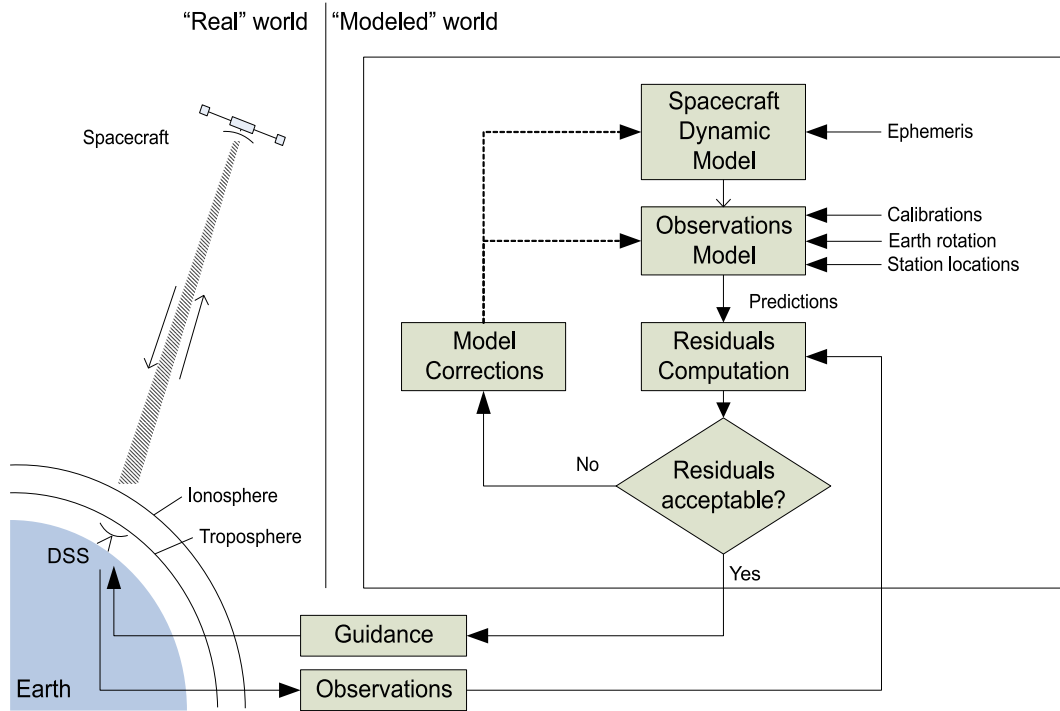 “Real” world
“Modeled” world
Spacecraft
Spacecraft
Dynamic
Model
Ephemeris
Observations
Model
Calibrations
Earth rotation
Station locations
Predictions
Model
Corrections
Residuals
Computation
No
Residuals
acceptable?
Yes
Ionosphere
Troposphere
DSS
Guidance
Earth
Observations